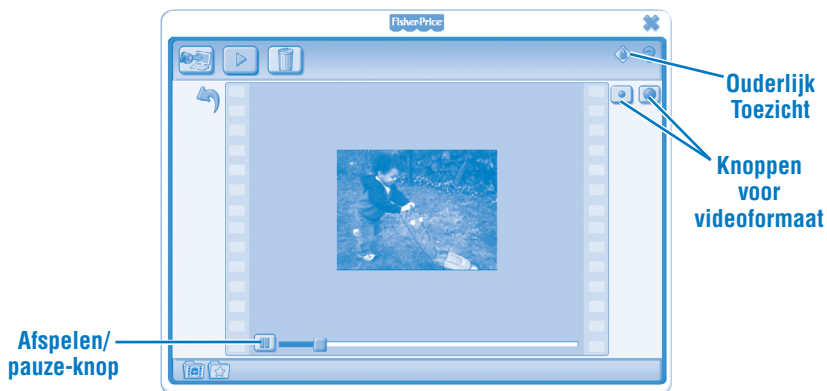 Fisher-Price
Ouderlijk
Toezicht
Knoppen
voor
videoformaat
Afspelen/
pauze-knop